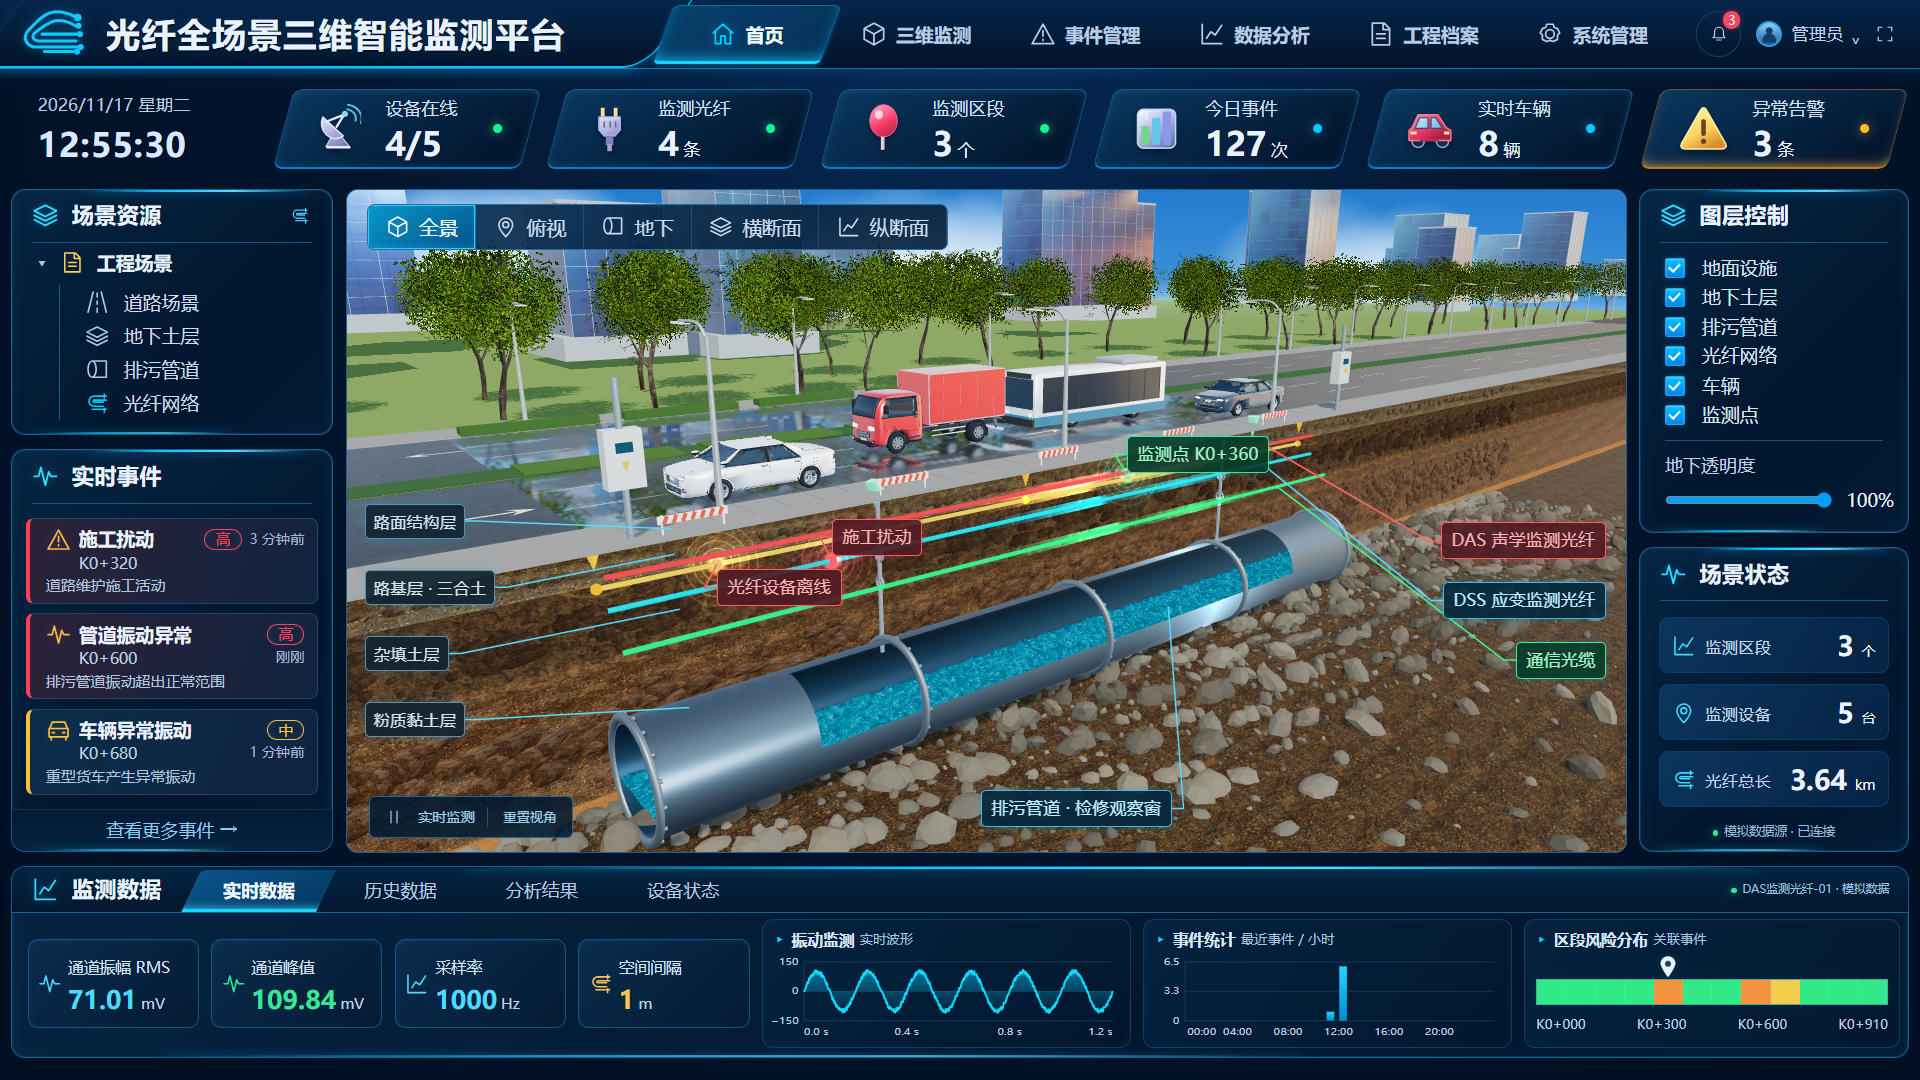 光纤全场景三维智能监测平台
首页
三维监测
事件管理
数据分析
工程档案
系统管理
3
管理员
2026/11/17 星期二
12:55:30
设备在线
4/5
监测光纤
4 条
监测区段
3 个
今日事件
127 次
实时车辆
8 辆
异常告警
3 条
场景资源
工程场景
道路场景
地下土层
排污管道
光纤网络
实时事件
施工扰动 高 3 分钟前
K0+320
道路维护施工活动
管道振动异常 高
K0+600 刚刚
排污管道振动超出正常范围
车辆异常振动 中
K0+680 1 分钟前
重型货车产生异常振动
查看更多事件
全景
俯视
地下
横断面
纵断面
监测点 K0+360
路面结构层
施工扰动
DAS 声学监测光纤
路基层 · 三合土
光纤设备离线
DSS 应变监测光纤
杂填土层
通信光缆
粉质黏土层
排污管道 · 检修观察窗
实时监测
重置视角
图层控制
地面设施
地下土层
排污管道
光纤网络
车辆
监测点
地下透明度
100%
场景状态
监测区段 3 个
监测设备 5 台
光纤总长 3.64 km
模拟数据源 · 已连接
监测数据
实时数据
历史数据
分析结果
设备状态
DAS监测光纤-01 · 模拟数据
通道振幅 RMS
71.01 mV
通道峰值
109.84 mV
采样率
1000 Hz
空间间隔
1 m
振动监测 实时波形
150
0
-150
0.0 s 0.4 s 0.8 s 1.2 s
事件统计 最近事件 / 小时
6.5
3.3
0
00:00 04:00 08:00 12:00 16:00 20:00
区段风险分布 关联事件
K0+000 K0+300 K0+600 K0+910